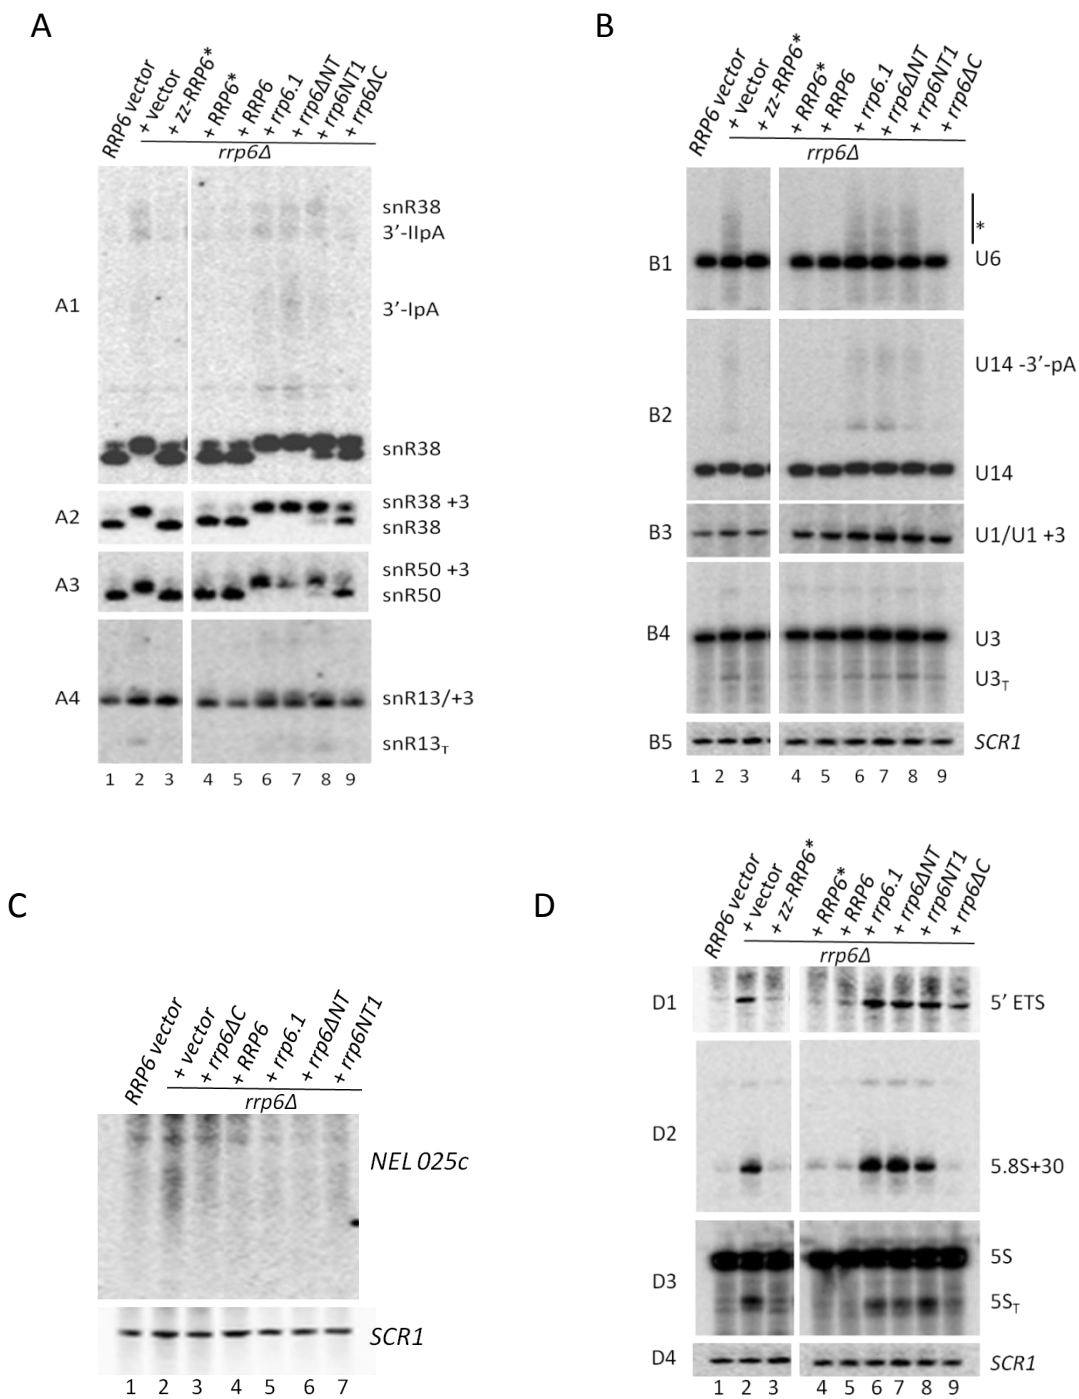 A
RRP6 vector
+ vector
+ zz-RRP6*
+ RRP6*
+ RRP6
+ rrp6.1
+ rrp6ΔNT
+ rrp6NT1
+ rrp6ΔC
rrp6Δ
snR38
3'-IIpA
A1
3'-IpA
snR38
A2
snR38 +3
snR38
A3
snR50 +3
snR50
A4
snR13/+3
snR13T
1 2 3 4 5 6 7 8 9
B
RRP6 vector
+ vector
+ zz-RRP6*
+ RRP6*
+ RRP6
+ rrp6.1
+ rrp6ΔNT
+ rrp6NT1
+ rrp6ΔC
rrp6Δ
*
B1
U6
U14 -3'-pA
B2
U14
B3
U1/U1 +3
B4
U3
U3T
B5
SCR1
1 2 3 4 5 6 7 8 9
C
RRP6 vector
+ vector
+ rrp6ΔC
+ RRP6
+ rrp6.1
+ rrp6ΔNT
+ rrp6NT1
rrp6Δ
NEL 025c
SCR1
1 2 3 4 5 6 7
D
RRP6 vector
+ vector
+ zz-RRP6*
+ RRP6*
+ RRP6
+ rrp6.1
+ rrp6ΔNT
+ rrp6NT1
+ rrp6ΔC
rrp6Δ
D1
5' ETS
D2
5.8S+30
5S
D3
5ST
D4
SCR1
1 2 3 4 5 6 7 8 9